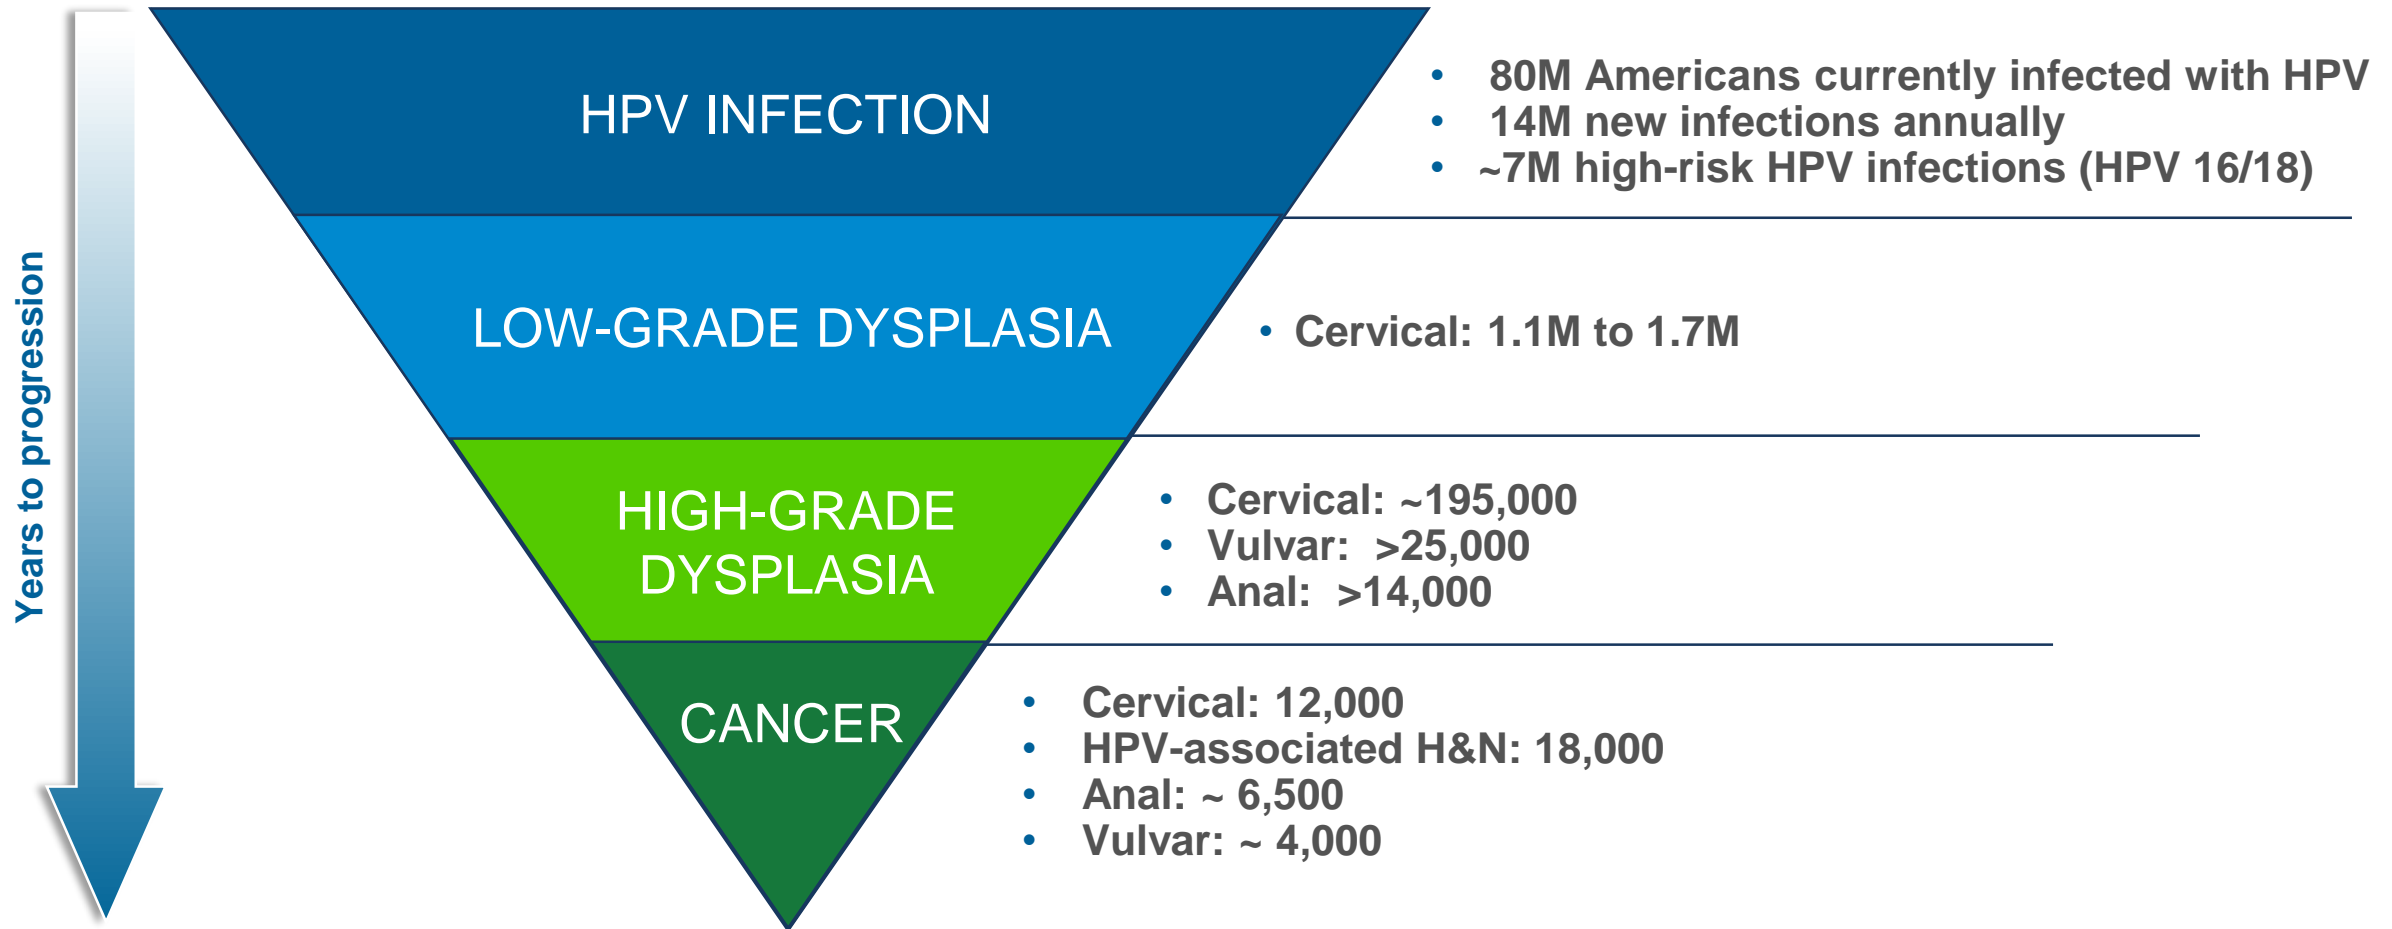 Years to progression
HPV INFECTION
• 80M Americans currently infected with HPV
• 14M new infections annually
• ~7M high-risk HPV infections (HPV 16/18)
LOW-GRADE DYSPLASIA
• Cervical: 1.1M to 1.7M
HIGH-GRADE
DYSPLASIA
• Cervical: ~195,000
• Vulvar: >25,000
• Anal: >14,000
CANCER
• Cervical: 12,000
• HPV-associated H&N: 18,000
• Anal: ~ 6,500
• Vulvar: ~ 4,000